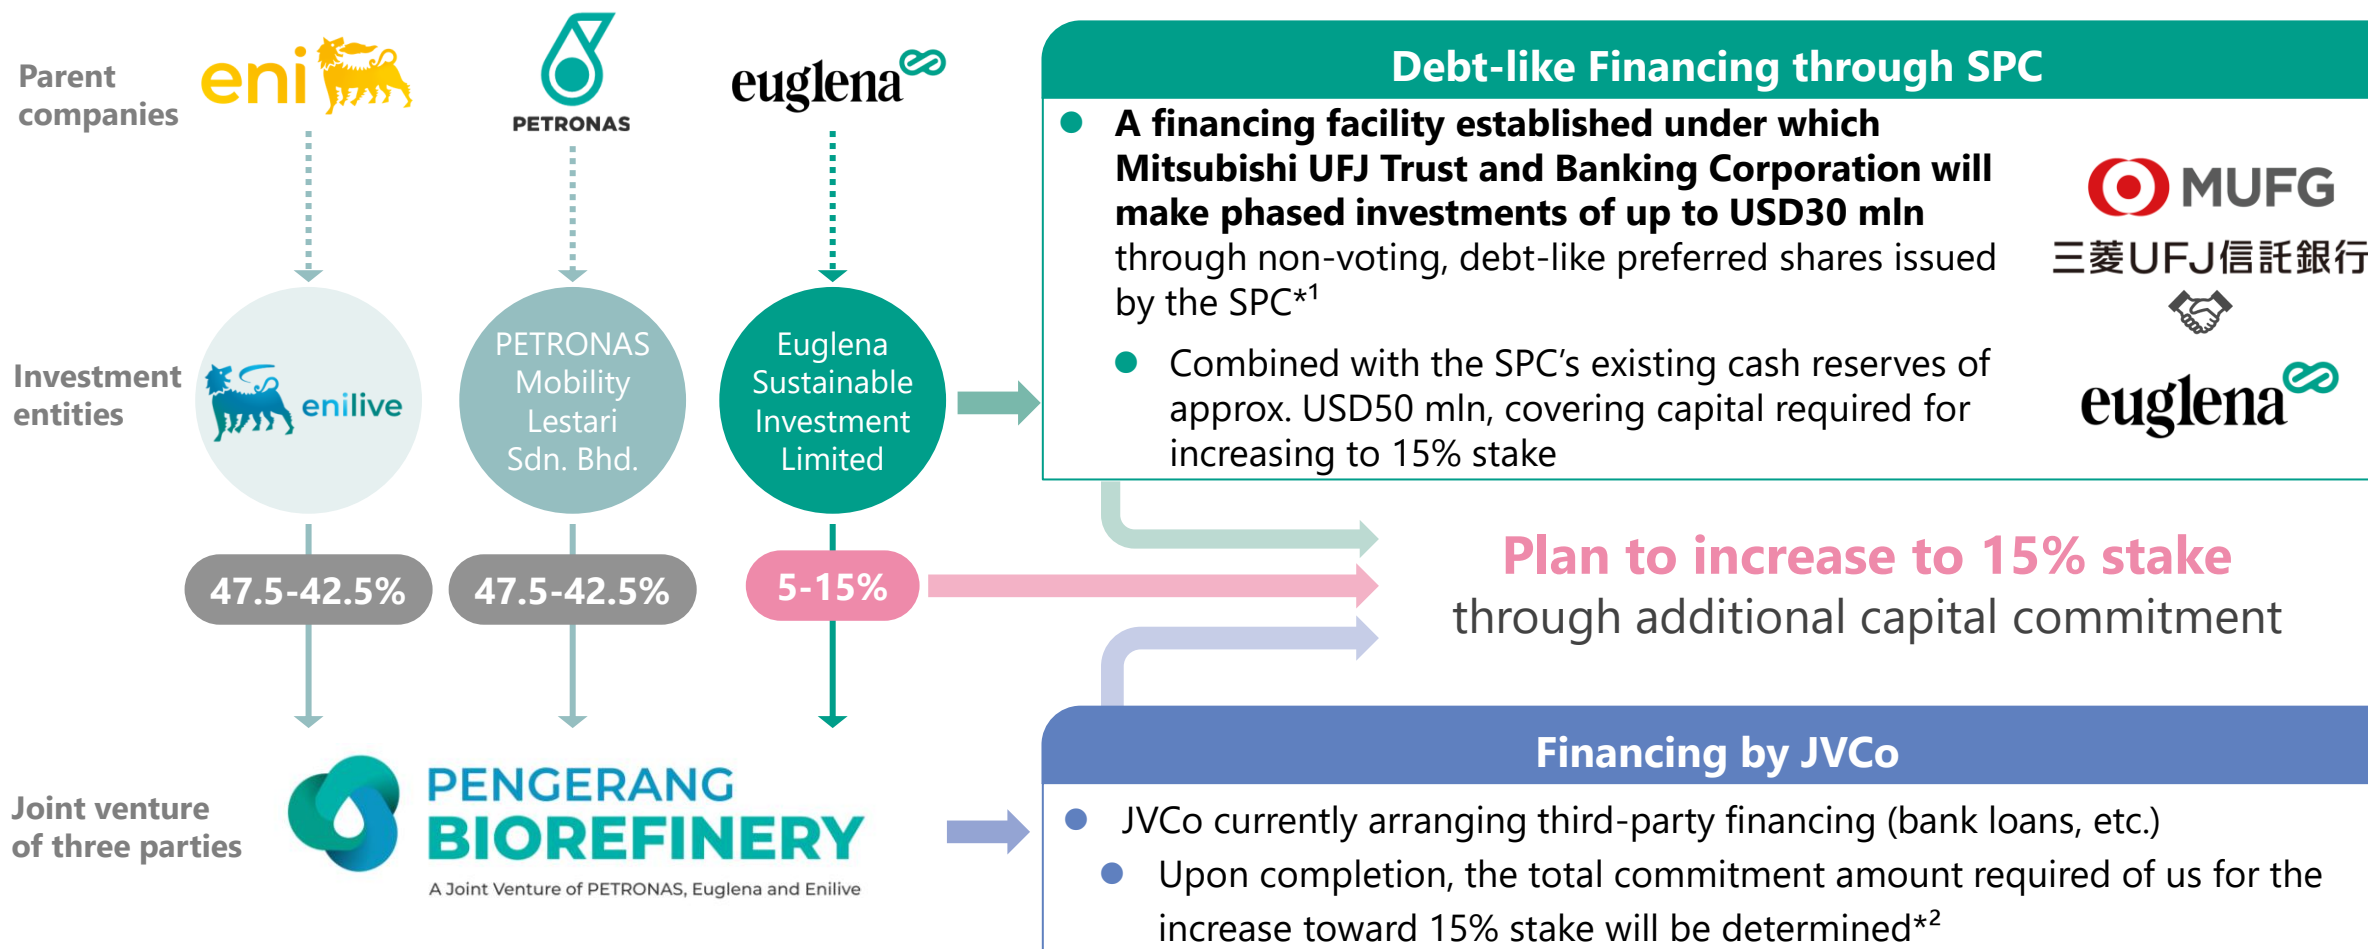 Parent
companies
eni
PETRONAS
euglena
Investment
entities
enilive
PETRONAS
Mobility
Lestari
Sdn. Bhd.
Euglena
Sustainable
Investment
Limited
47.5-42.5%
47.5-42.5%
5-15%
Joint venture
of three parties
PENGERANG
BIOREFINERY
A Joint Venture of PETRONAS, Euglena and Enilive
Debt-like Financing through SPC
● A financing facility established under which
Mitsubishi UFJ Trust and Banking Corporation will
make phased investments of up to USD30 mln
through non-voting, debt-like preferred shares issued
by the SPC*¹
● Combined with the SPC’s existing cash reserves of
approx. USD50 mln, covering capital required for
increasing to 15% stake
MUFG
三菱UFJ信託銀行
euglena
Plan to increase to 15% stake
through additional capital commitment
Financing by JVCo
● JVCo currently arranging third-party financing (bank loans, etc.)
● Upon completion, the total commitment amount required of us for the
increase toward 15% stake will be determined*²